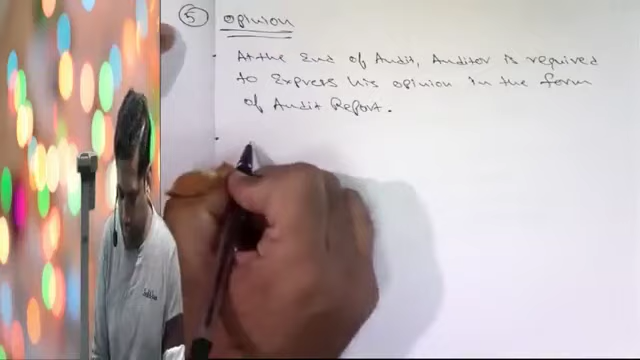 ⑤ Opinion
At the End of Audit, Auditor is required
to Express his opinion in the form
of Audit Report.